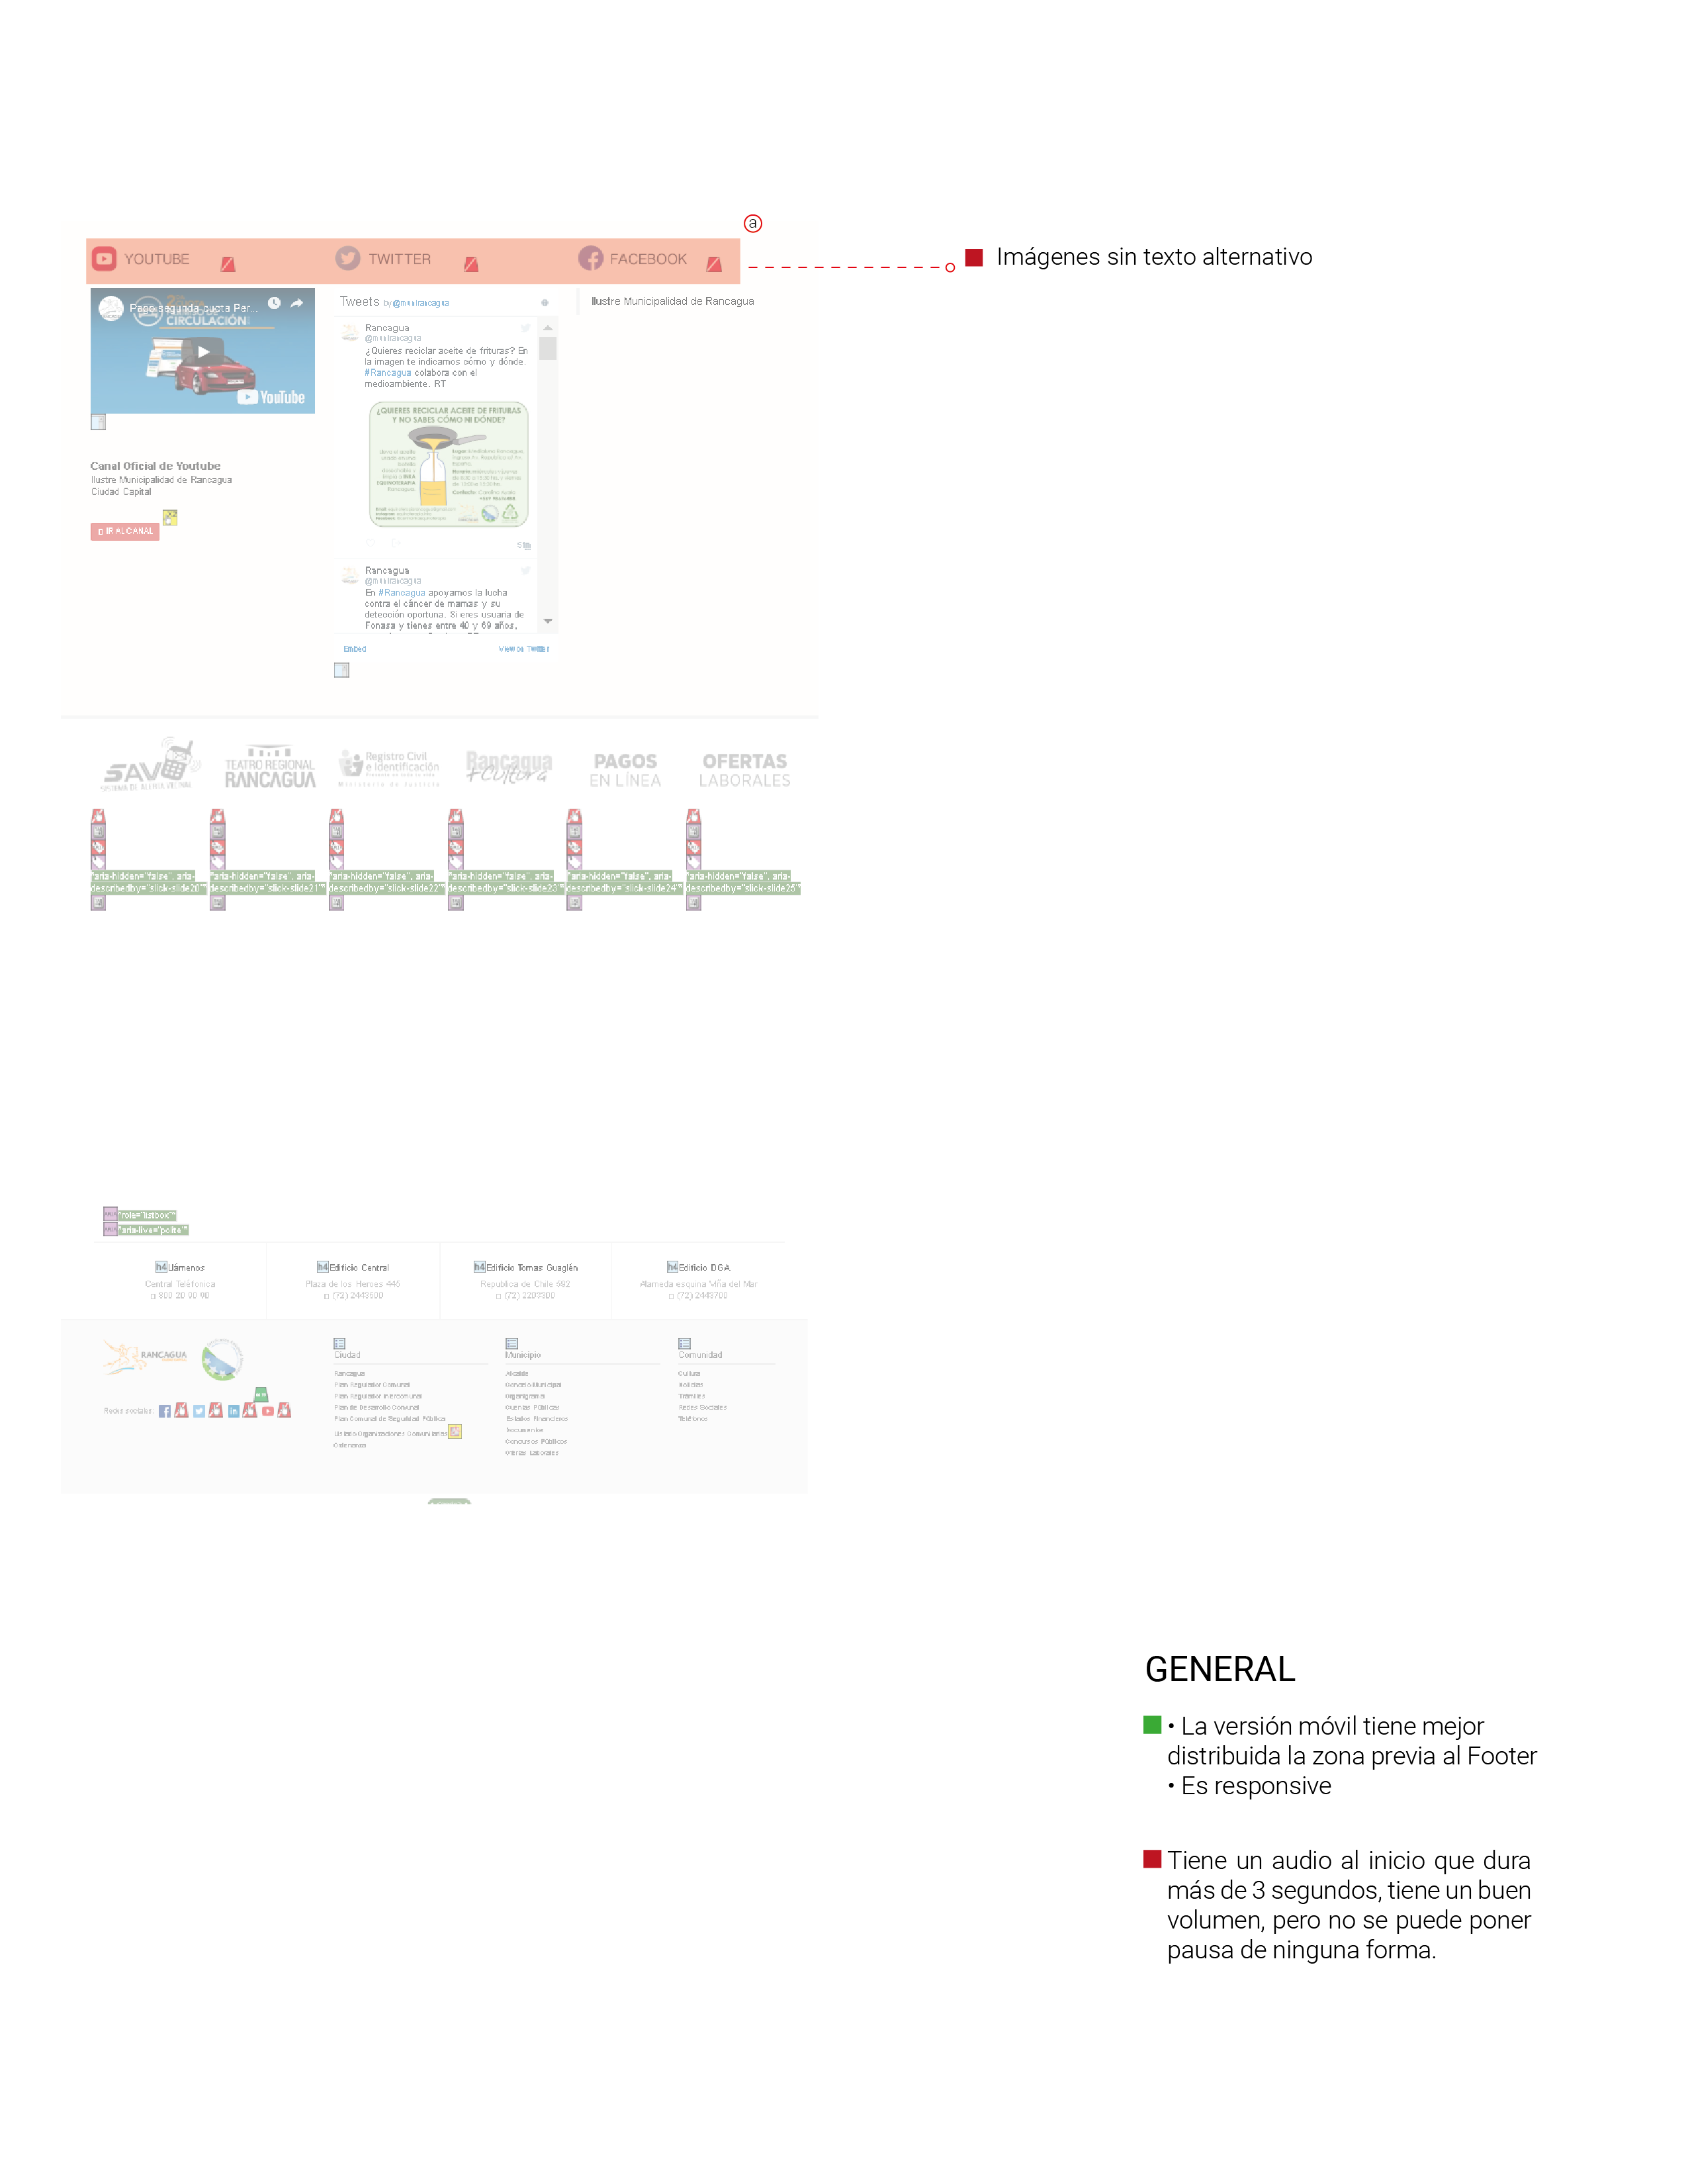 a
YOUTUBE
TWITTER
FACEBOOK
Imágenes sin texto alternativo
CIRCULACIÓN
YouTube
Tweets by @munirancagua
Ilustre Municipalidad de Rancagua
Rancagua
@munirancagua
¿Quieres reciclar aceite de frituras? En
la imagen te indicamos cómo y dónde.
#Rancagua colabora con el
medioambiente. RT
¿QUIERES RECICLAR ACEITE DE FRITURAS
Y NO SABES CÓMO NI DÓNDE?
Canal Oficial de Youtube
Ilustre Municipalidad de Rancagua
Ciudad Capital
IR AL CANAL
Rancagua
@munirancagua
En #Rancagua apoyamos la lucha
contra el cáncer de mamas y su
detección oportuna. Si eres usuaria de
Fonasa y tienes entre 40 y 69 años,
Embed
View on Twitter
SAV
SISTEMA DE ALERTA VECINAL
TEATRO REGIONAL
RANCAGUA
Registro Civil
e Identificación
Ministerio de Justicia
Rancagua
+Cultura
PAGOS
EN LÍNEA
OFERTAS
LABORALES
*aria-hidden="false", aria-
describedby="slick-slide20"*
*aria-hidden="false", aria-
describedby="slick-slide21"*
*aria-hidden="false", aria-
describedby="slick-slide22"*
*aria-hidden="false", aria-
describedby="slick-slide23"*
*aria-hidden="false", aria-
describedby="slick-slide24"*
*aria-hidden="false", aria-
describedby="slick-slide25"*
*role="listbox"*
*aria-live="polite"*
h4 Llámenos
Central Telefonica
800 20 90 90
h4 Edificio Central
Plaza de los Heroes 445
(72) 2443500
h4 Edificio Tomas Guaglén
Republica de Chile 692
(72) 2203300
h4 Edificio DGA
Alameda esquina Viña del Mar
(72) 2443700
RANCAGUA
Redes sociales:
Ciudad
Rancagua
Plan Regulador Comunal
Plan Regulador Intercomunal
Plan de Desarrollo Comunal
Plan Comunal de Seguridad Pública
Listado Organizaciones Comunitarias
Ordenanzas
Municipio
Alcalde
Concejo Municipal
Organigrama
Cuentas Públicas
Estados Financieros
Documentos
Concursos Públicos
Ofertas Laborales
Comunidad
Cultura
Noticias
Trámites
Redes Sociales
Teléfonos
GENERAL
• La versión móvil tiene mejor
distribuida la zona previa al Footer
• Es responsive
Tiene un audio al inicio que dura
más de 3 segundos, tiene un buen
volumen, pero no se puede poner
pausa de ninguna forma.